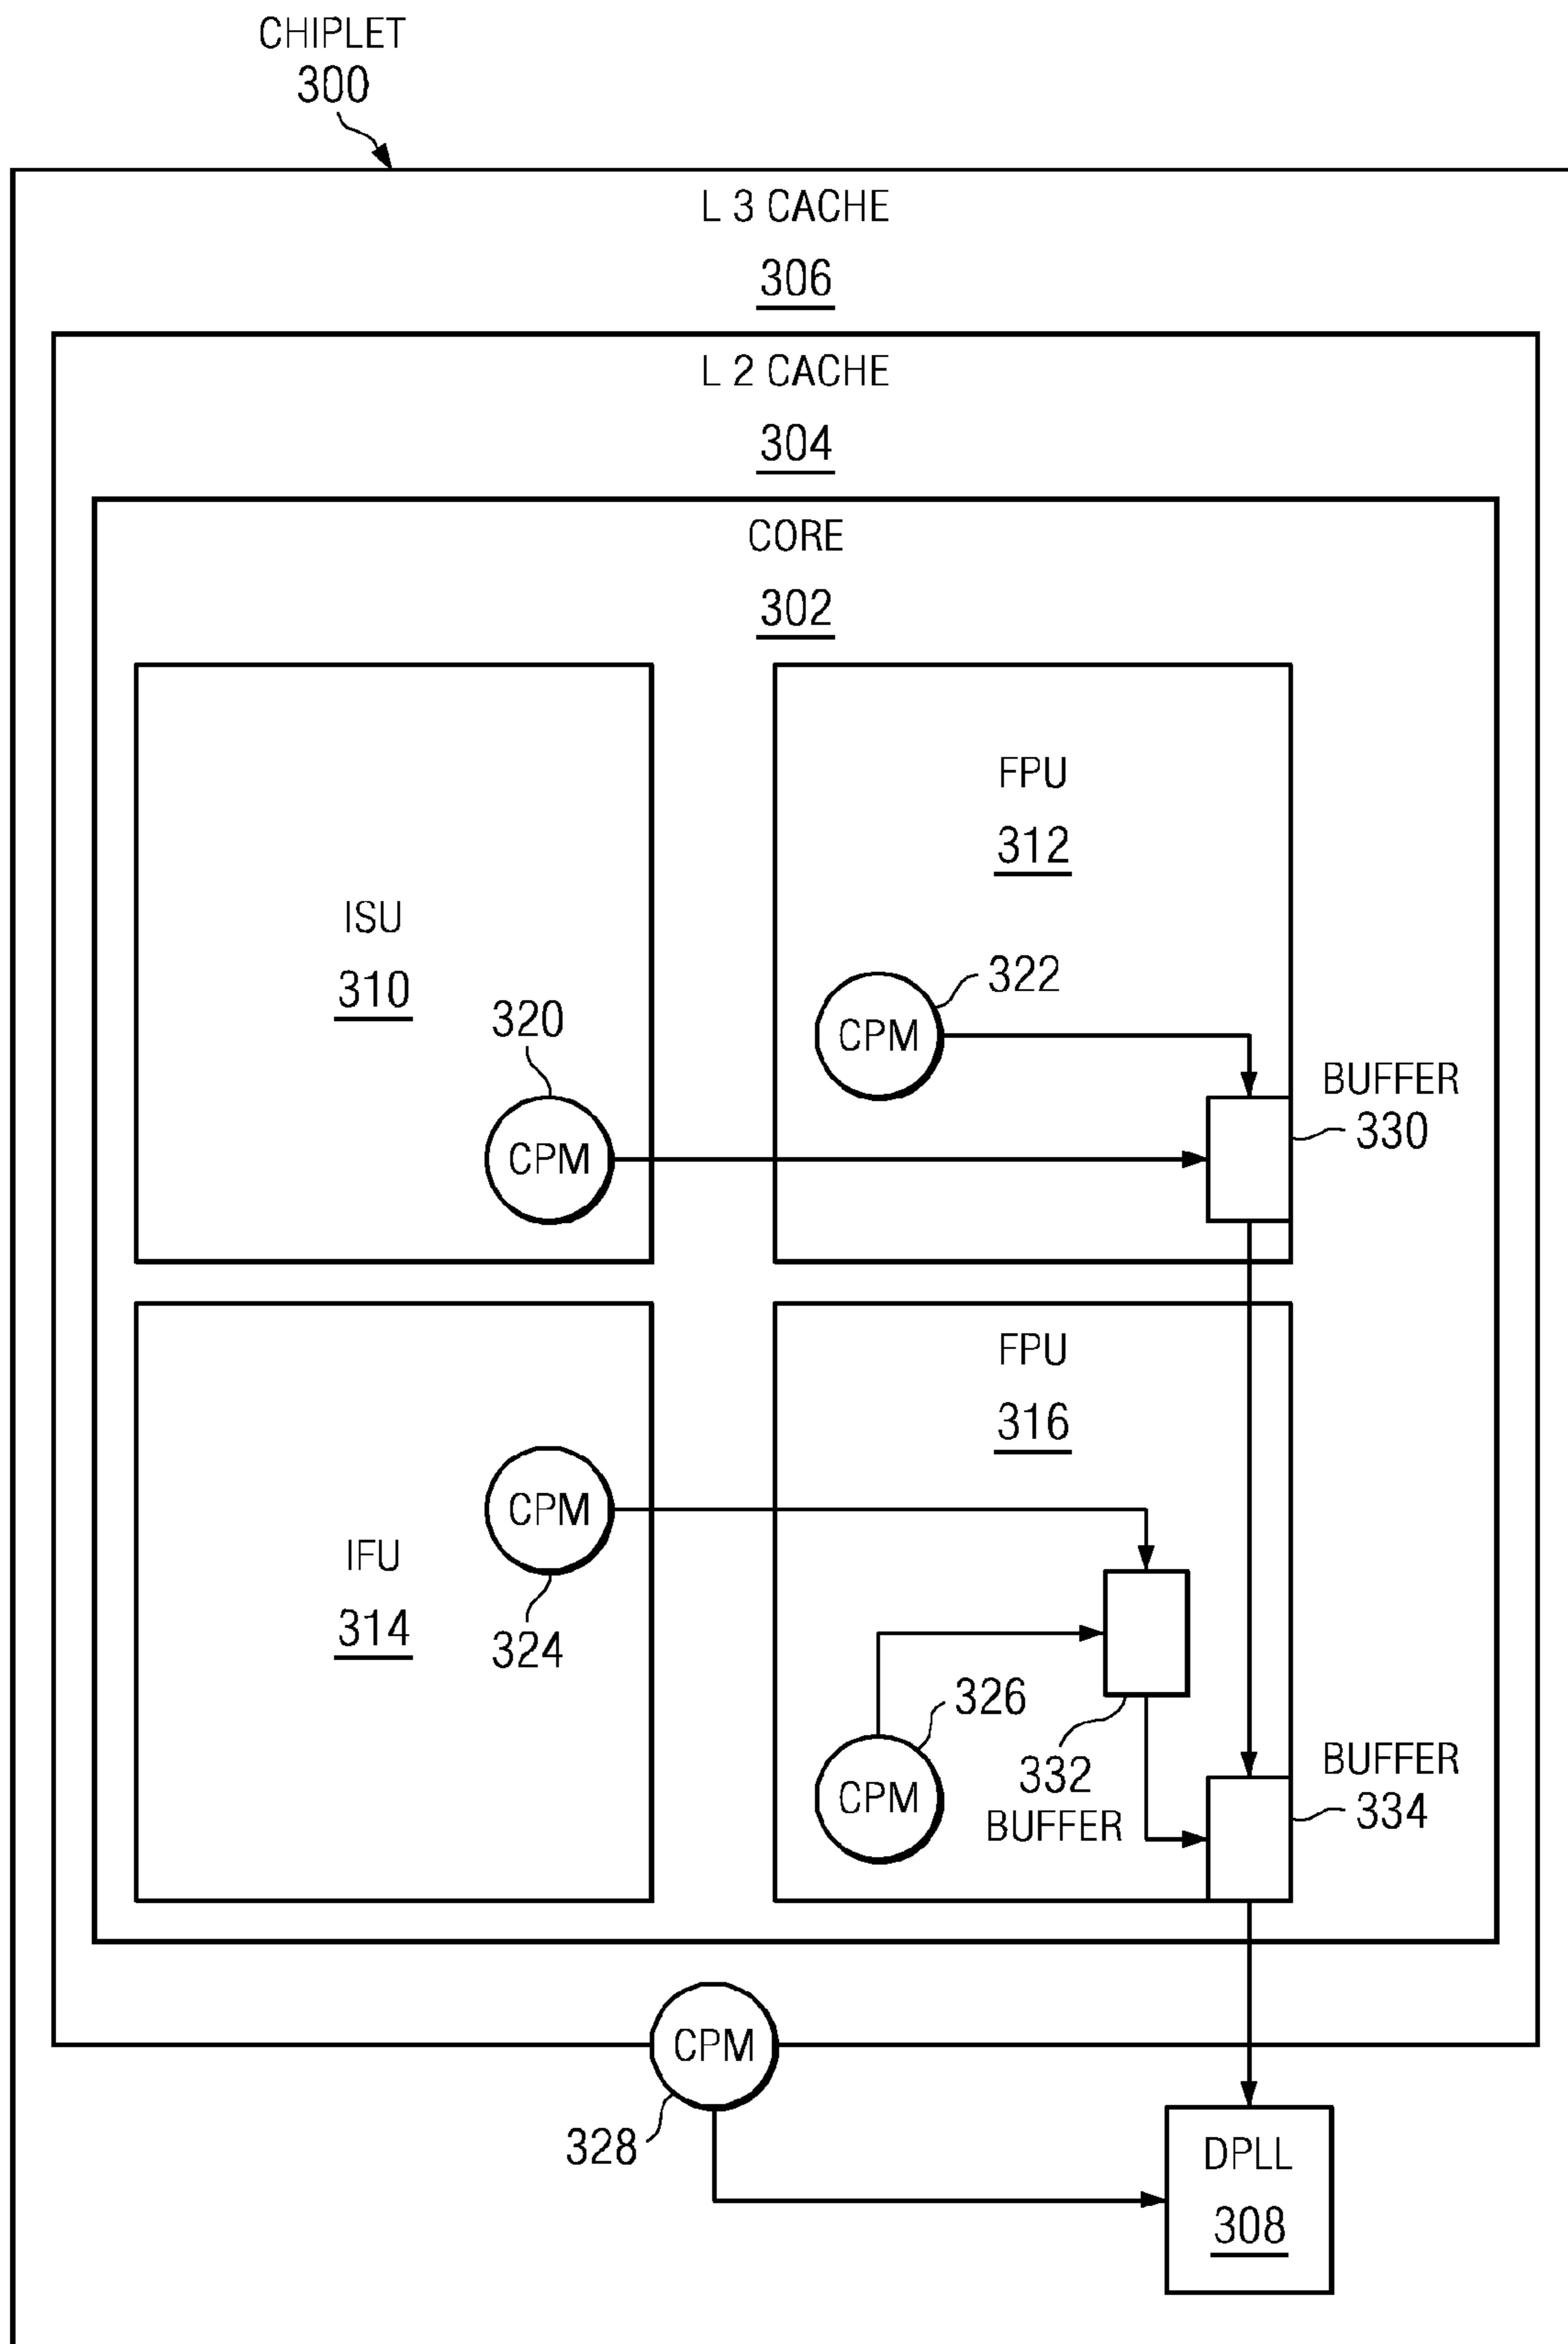 CHIPLET
300
L 3 CACHE
306
L 2 CACHE
304
CORE
302
FPU
312
ISU
310
322
CPM
320
CPM
BUFFER
330
FPU
316
CPM
IFU
314
324
326
CPM
332
BUFFER
BUFFER
334
CPM
328
DPLL
308